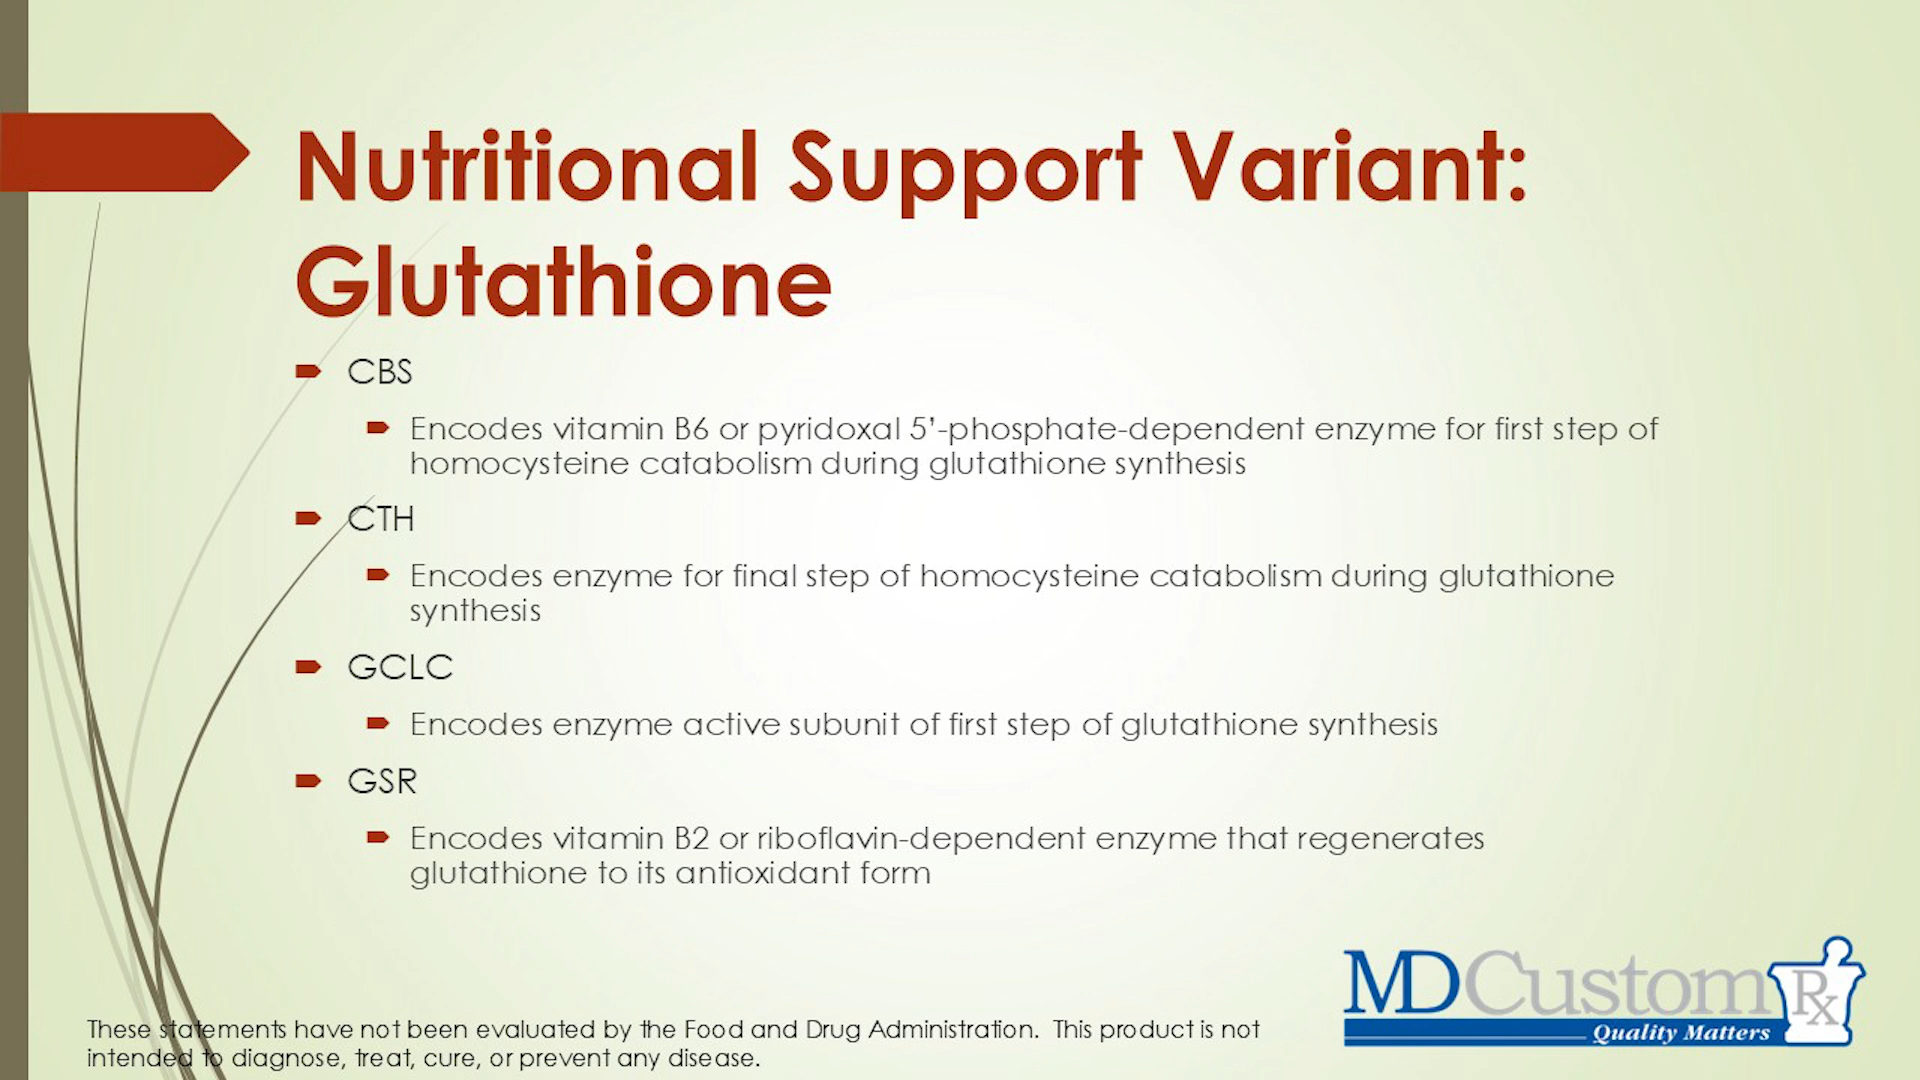 Nutritional Support Variant:
Glutathione
CBS
Encodes vitamin B6 or pyridoxal 5'-phosphate-dependent enzyme for first step of
homocysteine catabolism during glutathione synthesis
CTH
Encodes enzyme for final step of homocysteine catabolism during glutathione
synthesis
GCLC
Encodes enzyme active subunit of first step of glutathione synthesis
GSR
Encodes vitamin B2 or riboflavin-dependent enzyme that regenerates
glutathione to its antioxidant form
MDCustom Rx
Quality Matters
These statements have not been evaluated by the Food and Drug Administration. This product is not
intended to diagnose, treat, cure, or prevent any disease.